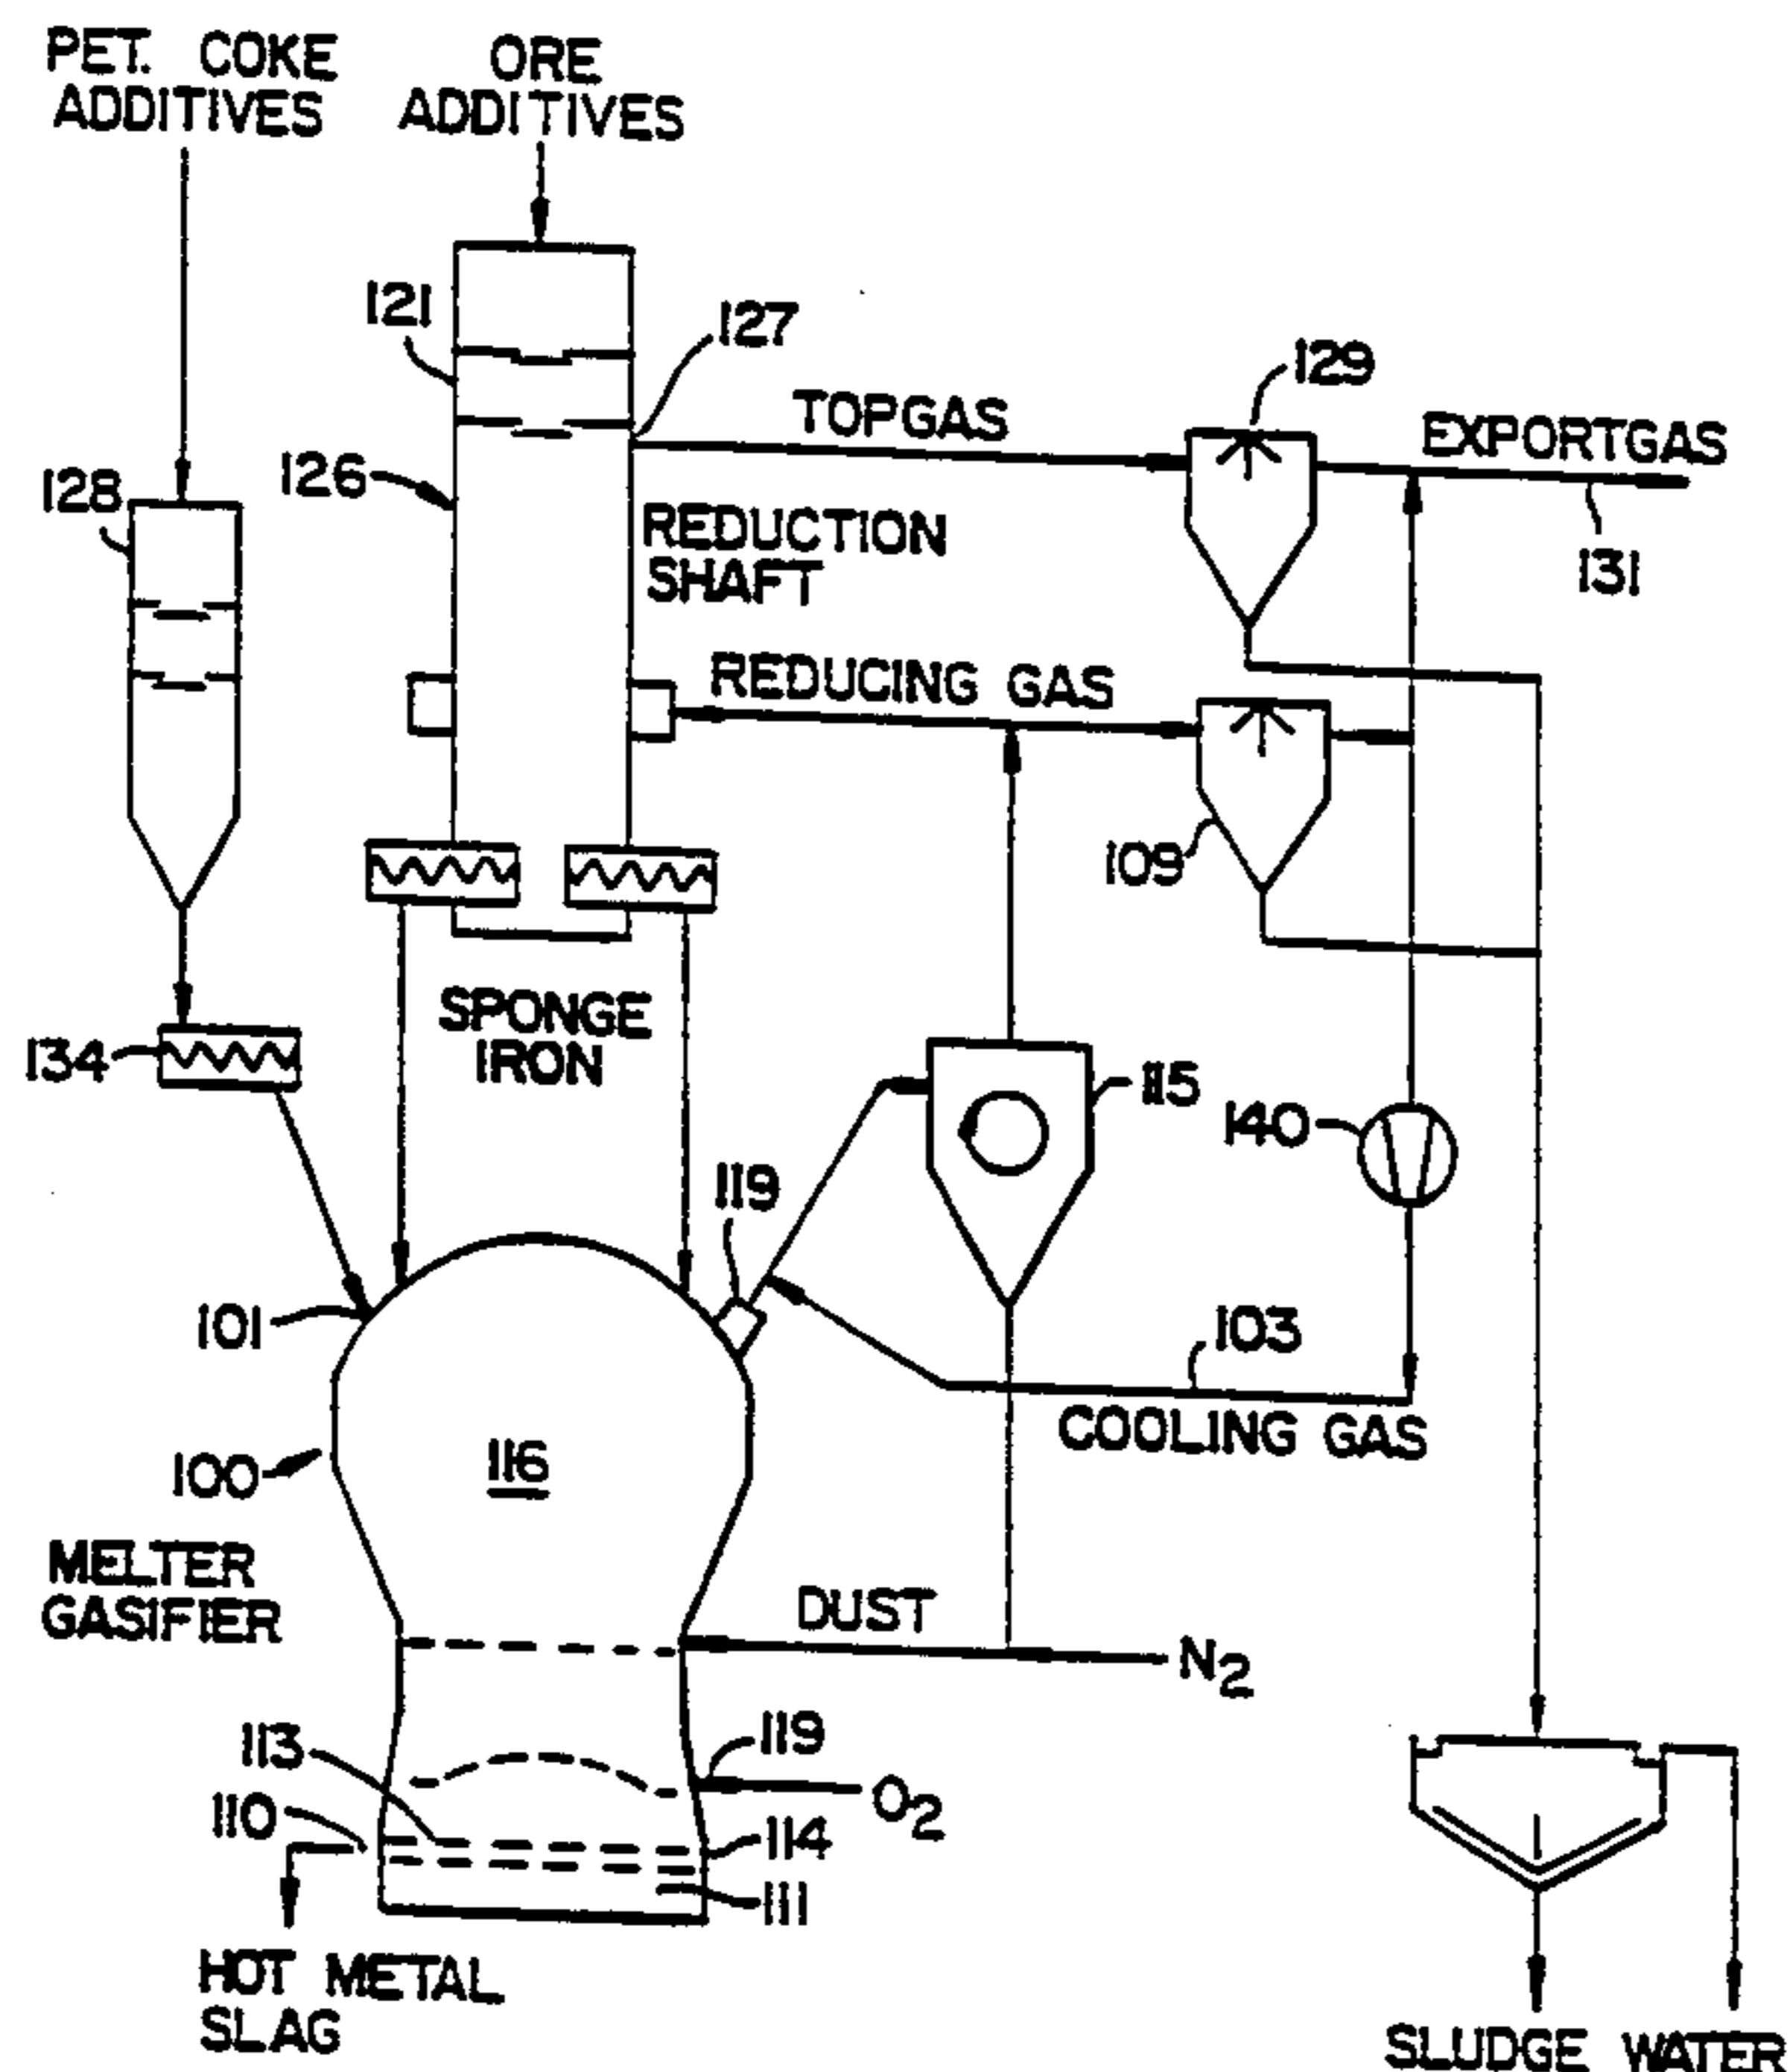 PET. COKE
ADDITIVES
ORE
ADDITIVES
121
127
129
TOPGAS
EXPORTGAS
128
126
REDUCTION
SHAFT
131
REDUCING GAS
109
SPONGE
IRON
134
115
140
119
101
103
COOLING GAS
100
116
MELTER
GASIFIER
DUST
N2
113
119
O2
110
114
111
HOT METAL
SLAG
SLUDGE WATER